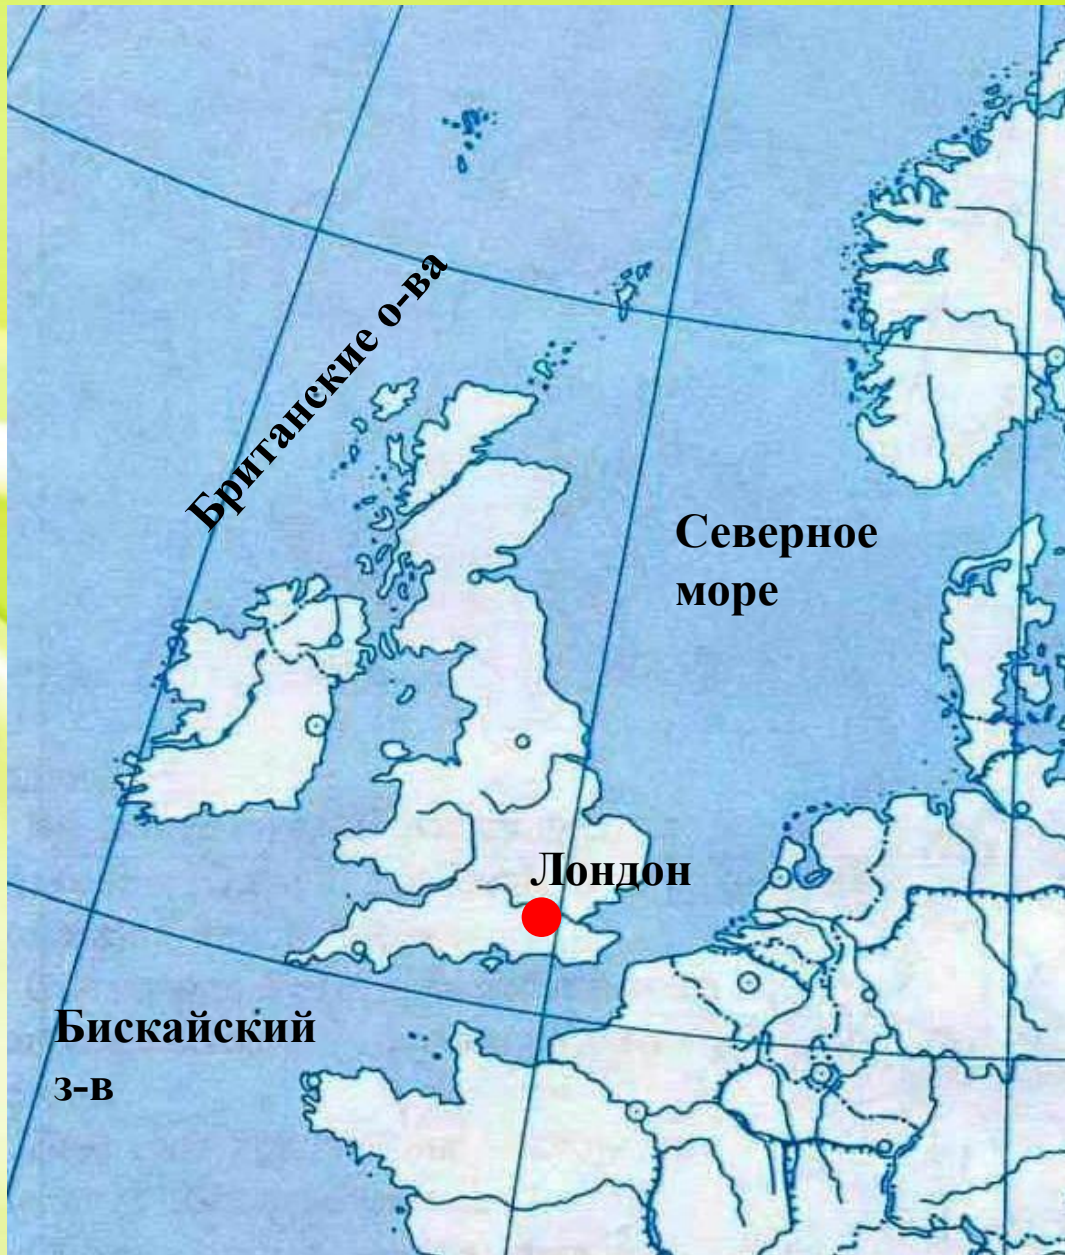 Британские о-ва
Северное
море
Лондон
Бискайский
з-в